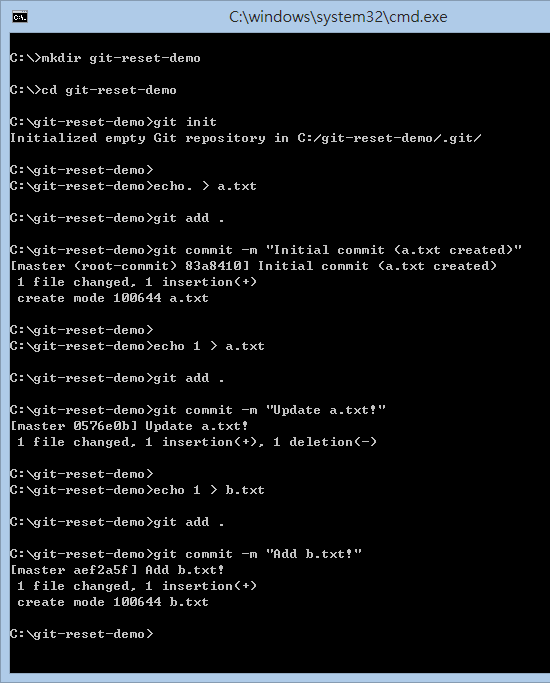 C:\windows\system32\cmd.exe
C:\>mkdir git-reset-demo
C:\>cd git-reset-demo
C:\git-reset-demo>git init
Initialized empty Git repository in C:/git-reset-demo/.git/
C:\git-reset-demo>
C:\git-reset-demo>echo. > a.txt
C:\git-reset-demo>git add .
C:\git-reset-demo>git commit -m "Initial commit (a.txt created)"
[master (root-commit) 83a8410] Initial commit (a.txt created)
 1 file changed, 1 insertion(+)
 create mode 100644 a.txt
C:\git-reset-demo>
C:\git-reset-demo>echo 1 > a.txt
C:\git-reset-demo>git add .
C:\git-reset-demo>git commit -m "Update a.txt!"
[master 0576e0b] Update a.txt!
 1 file changed, 1 insertion(+), 1 deletion(-)
C:\git-reset-demo>
C:\git-reset-demo>echo 1 > b.txt
C:\git-reset-demo>git add .
C:\git-reset-demo>git commit -m "Add b.txt!"
[master aef2a5f] Add b.txt!
 1 file changed, 1 insertion(+)
 create mode 100644 b.txt
C:\git-reset-demo>